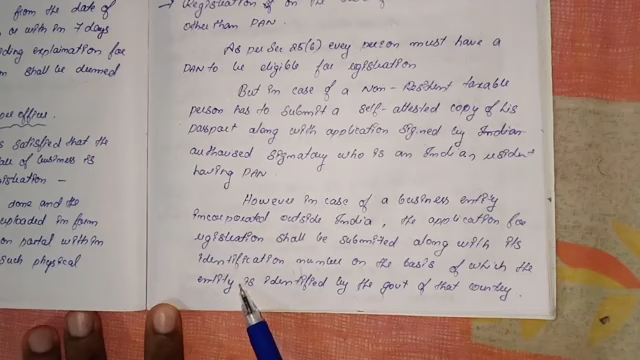 from the date of
or with in 7 days
explaination for
shall be deemed
officer.
satisfied that the
of business is
done and the
uploaded in form
portal with in
such physical
→ Registration on the
other than PAN.
As per Sec 25(6) every person must have a
PAN to be eligible for registration
But in case of a Non-Resident taxable
person has to submit a self-attested copy of his
passport along with application signed by Indian
authorised signatory who is an Indian resident
having PAN.
However in case of a business entity
incorporated outside India, the application for
registration shall be submitted along with its
identification number on the basis of which the
entity is identified by the govt of that country.